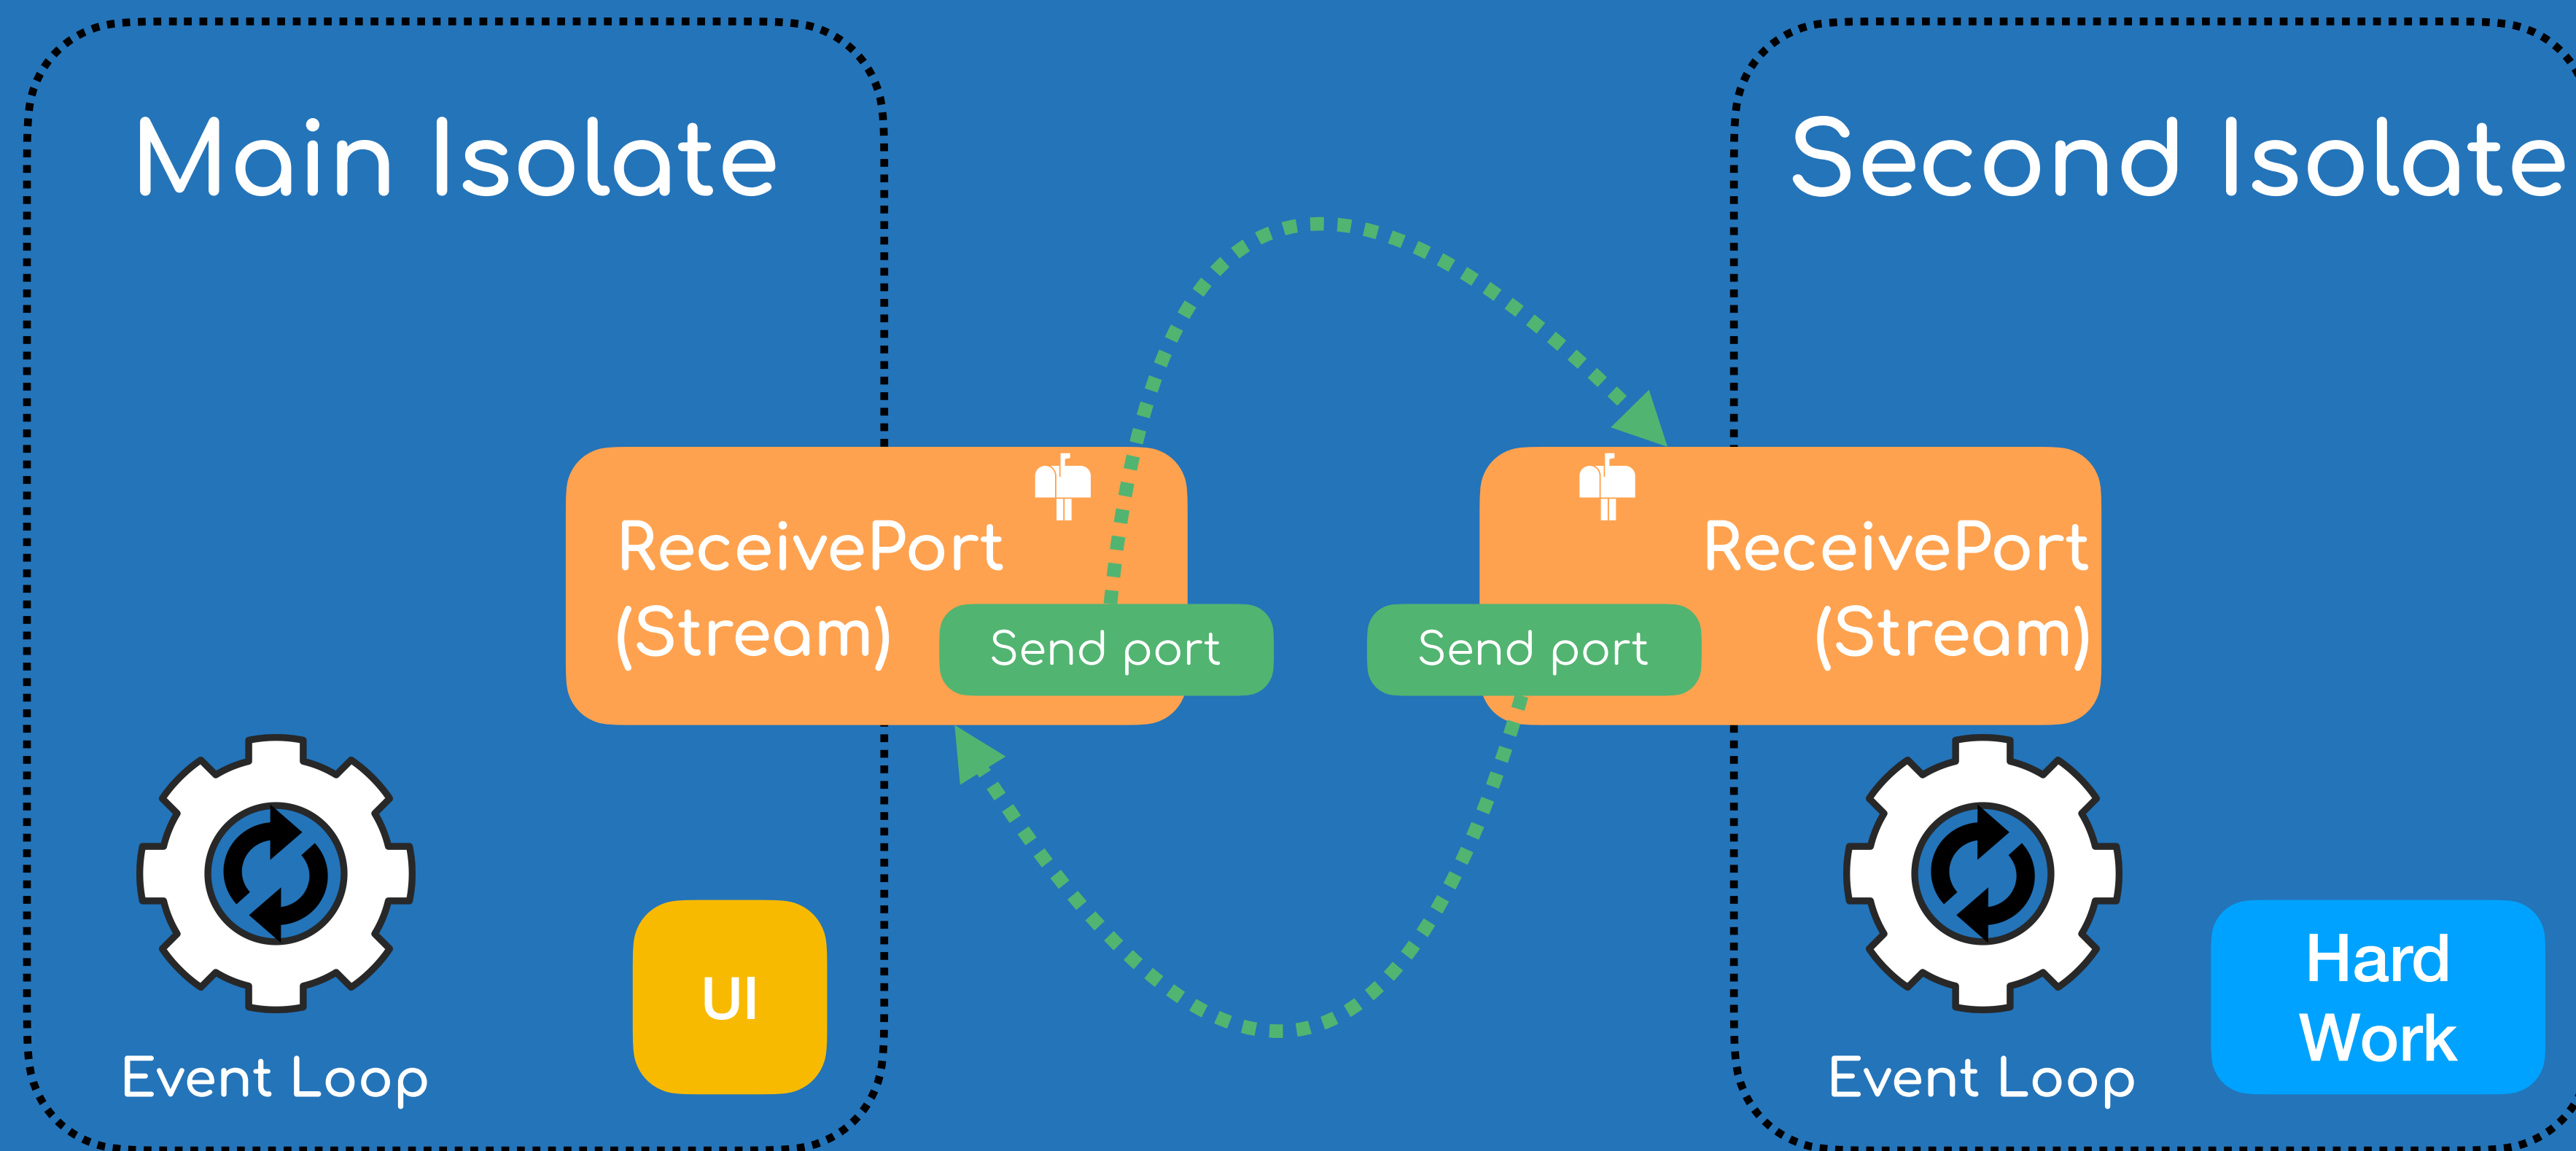 Main Isolate
Second Isolate
ReceivePort
(Stream)
Send port
Send port
ReceivePort
(Stream)
Event Loop
UI
Event Loop
Hard
Work